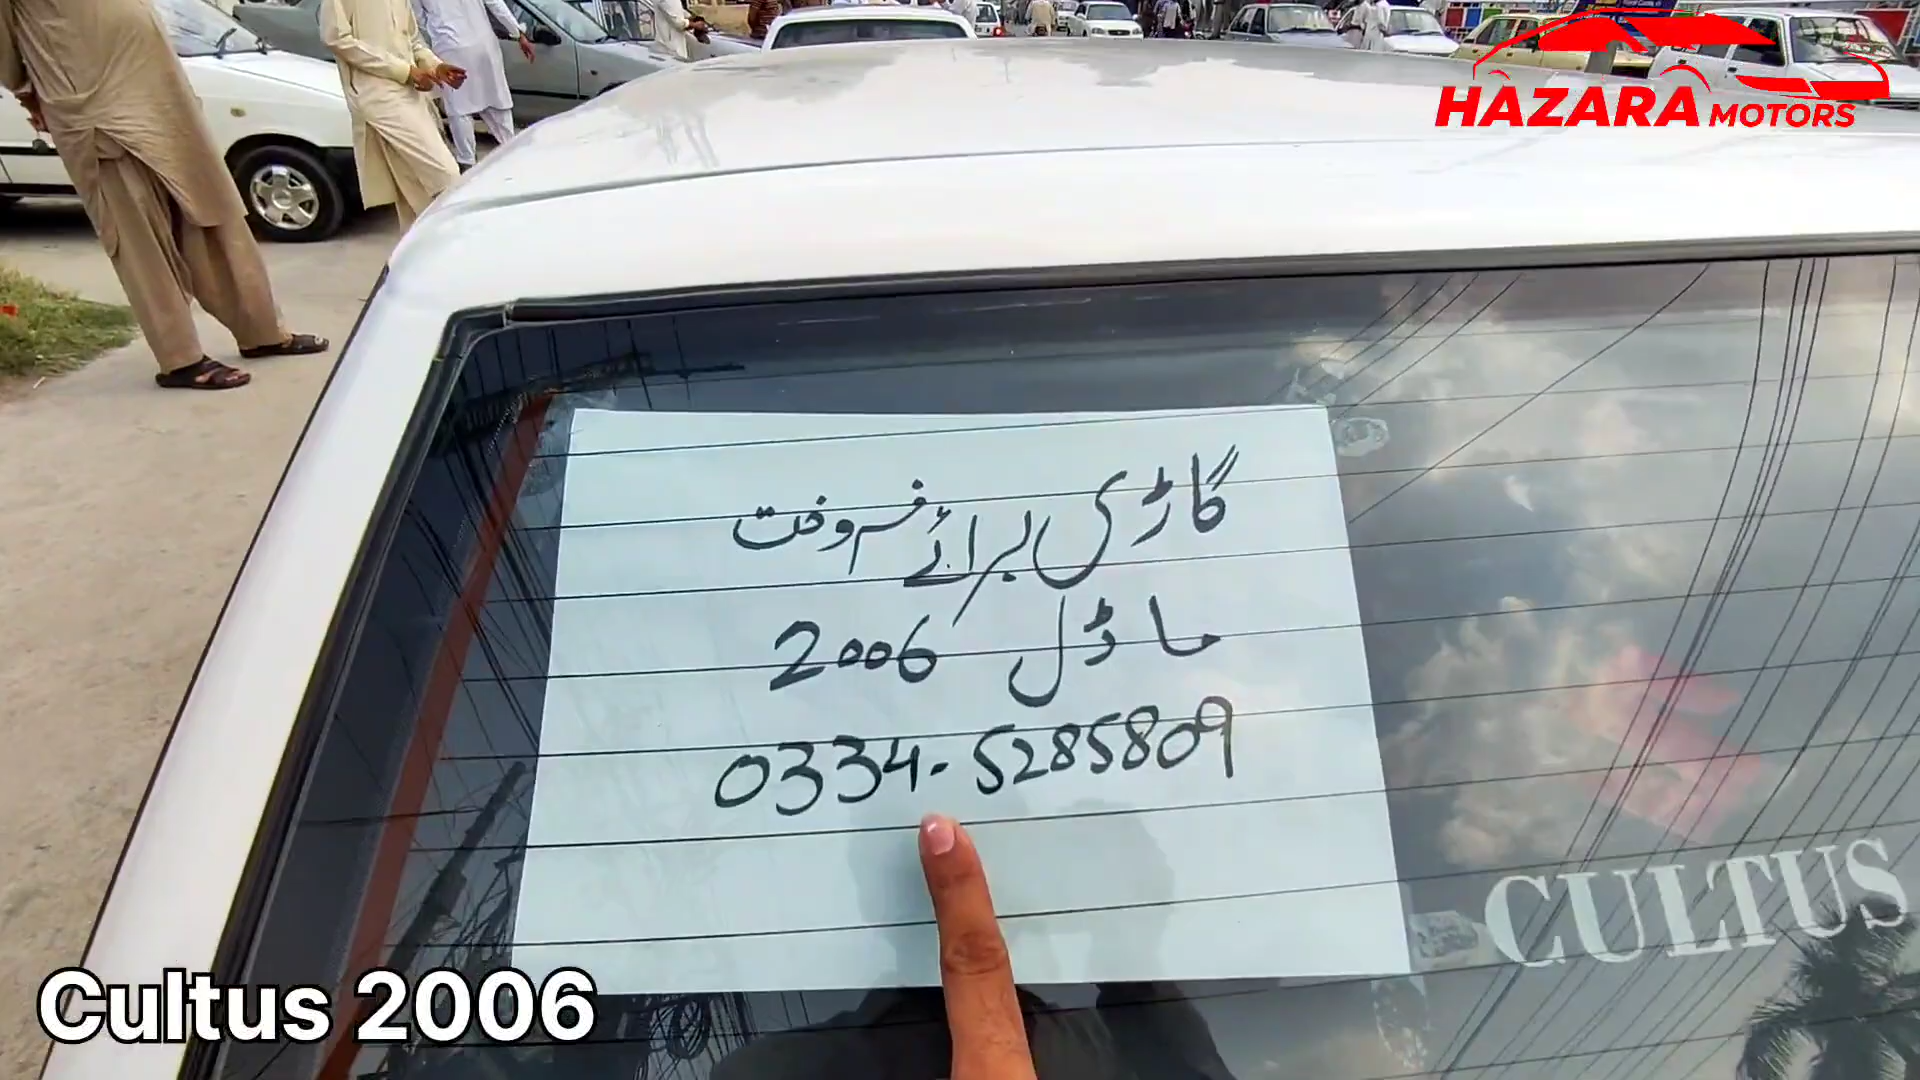 HAZARA MOTORS
گاڑی برائے فروخت
ماڈل 2006
0334-5285809
CULTUS
Cultus 2006